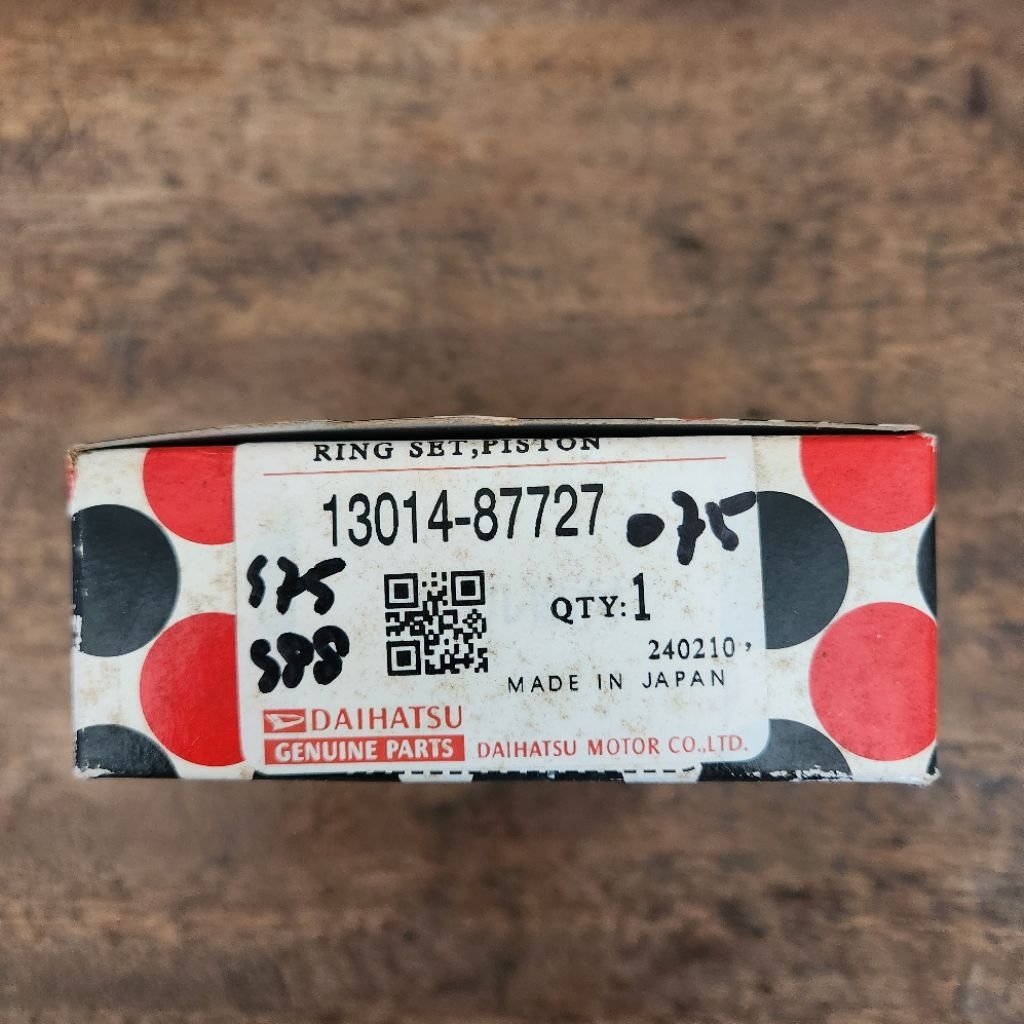 RING SET,PISTON
13014-87727 .075
S75
S88
QTY:1
240210
MADE IN JAPAN
DAIHATSU
GENUINE PARTS DAIHATSU MOTOR CO.,LTD.